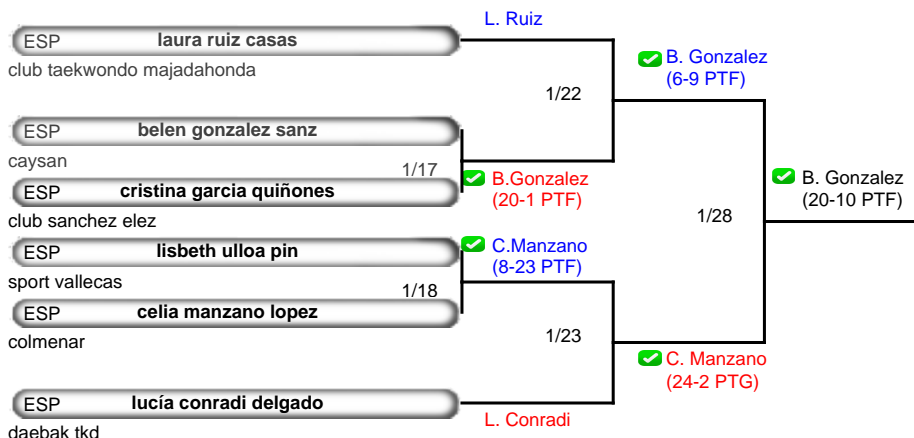 L. Ruiz
ESP laura ruiz casas
club taekwondo majadahonda
B. Gonzalez
(6-9 PTF)
1/22
ESP belen gonzalez sanz
caysan
1/17
B.Gonzalez
(20-1 PTF)
ESP cristina garcia quiñones
club sanchez elez
B. Gonzalez
(20-10 PTF)
1/28
ESP lisbeth ulloa pin
sport vallecas
C.Manzano
(8-23 PTF)
1/18
ESP celia manzano lopez
colmenar
1/23
C. Manzano
(24-2 PTG)
ESP lucía conradi delgado
L. Conradi
daebak tkd